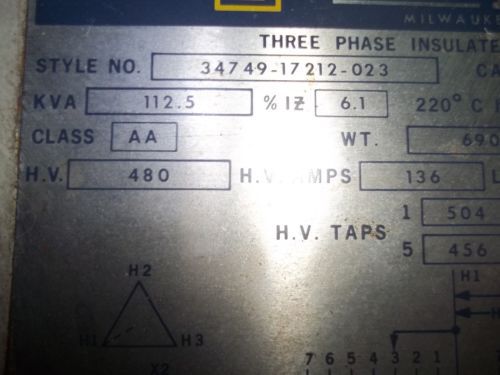 MILWAUK
THREE PHASE INSULATE
STYLE NO. 34749-17212-023 CA
KVA 112.5 % IZ 6.1 220° C
CLASS AA WT. 690
H.V. 480 H.V. AMPS 136 L
1 504
H.V. TAPS
5 456
H2 H1
H
H1 H3
X2 7 6 5 4 3 2 1